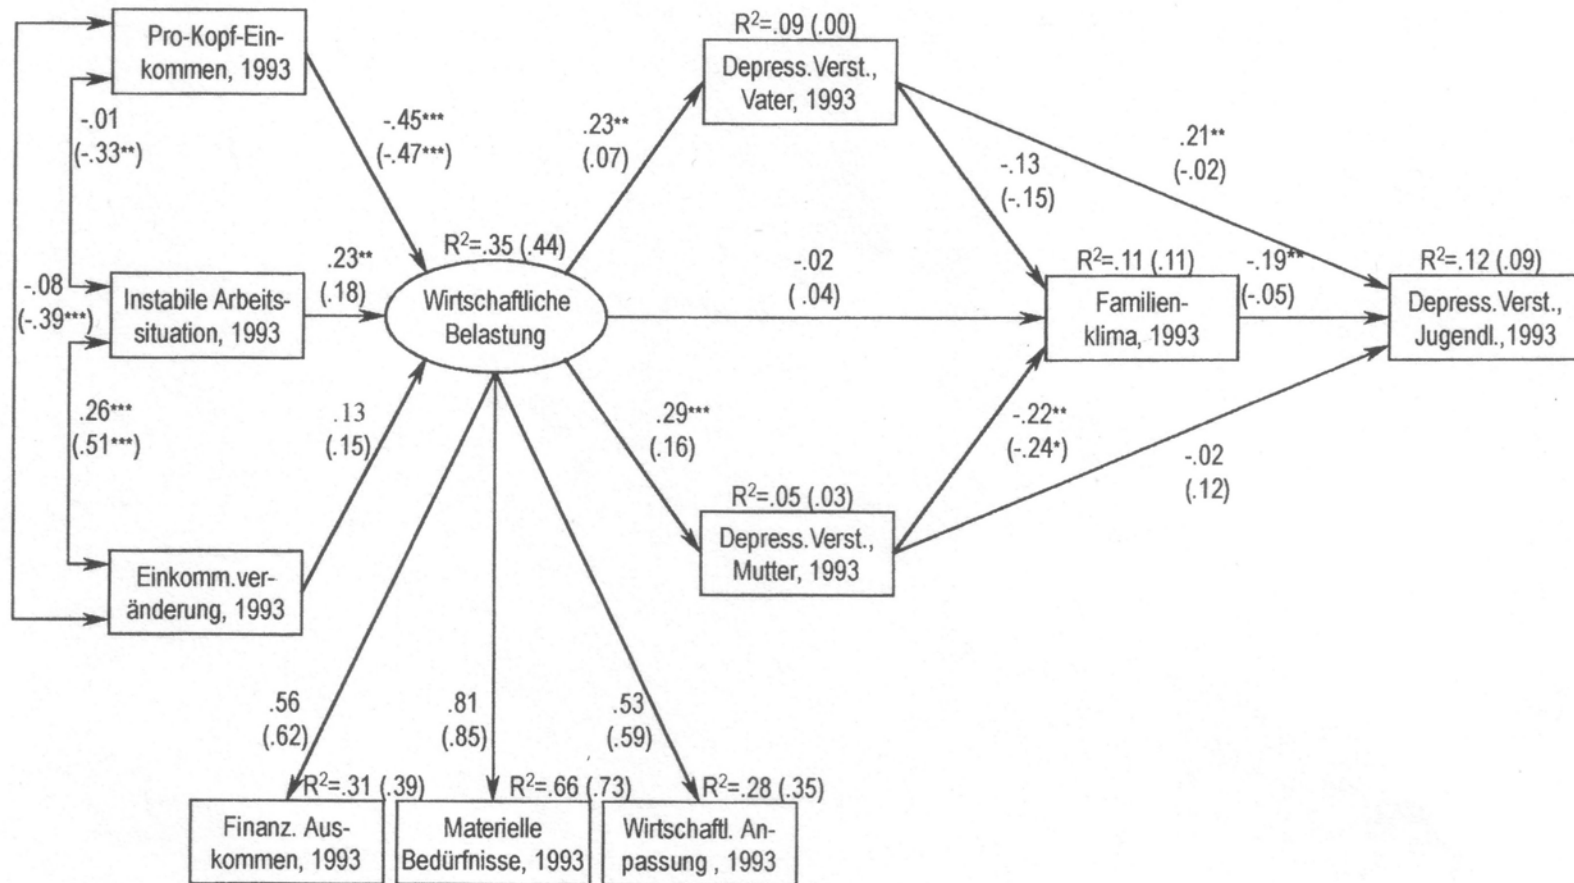 Pro-Kopf-Ein-
kommen, 1993
R²=.09 (.00)
Depress.Verst.,
Vater, 1993
-.01
(-.33**)
-.45***
(-.47***)
.23**
(.07)
.21**
(-.02)
-.13
(-.15)
R²=.35 (.44)
Wirtschaftliche
Belastung
-.08
(-.39***)
Instabile Arbeits-
situation, 1993
.23**
(.18)
-.02
( .04)
R²=.11 (.11)
Familien-
klima, 1993
-.19**
(-.05)
R²=.12 (.09)
Depress.Verst.,
Jugendl.,1993
.26***
(.51***)
.13
(.15)
.29***
(.16)
-.22**
(-.24*)
-.02
(.12)
R²=.05 (.03)
Depress.Verst.,
Mutter, 1993
Einkomm.ver-
änderung, 1993
.56
(.62)
.81
(.85)
.53
(.59)
R²=.31 (.39)
Finanz. Aus-
kommen, 1993
R²=.66 (.73)
Materielle
Bedürfnisse, 1993
R²=.28 (.35)
Wirtschaftl. An-
passung , 1993